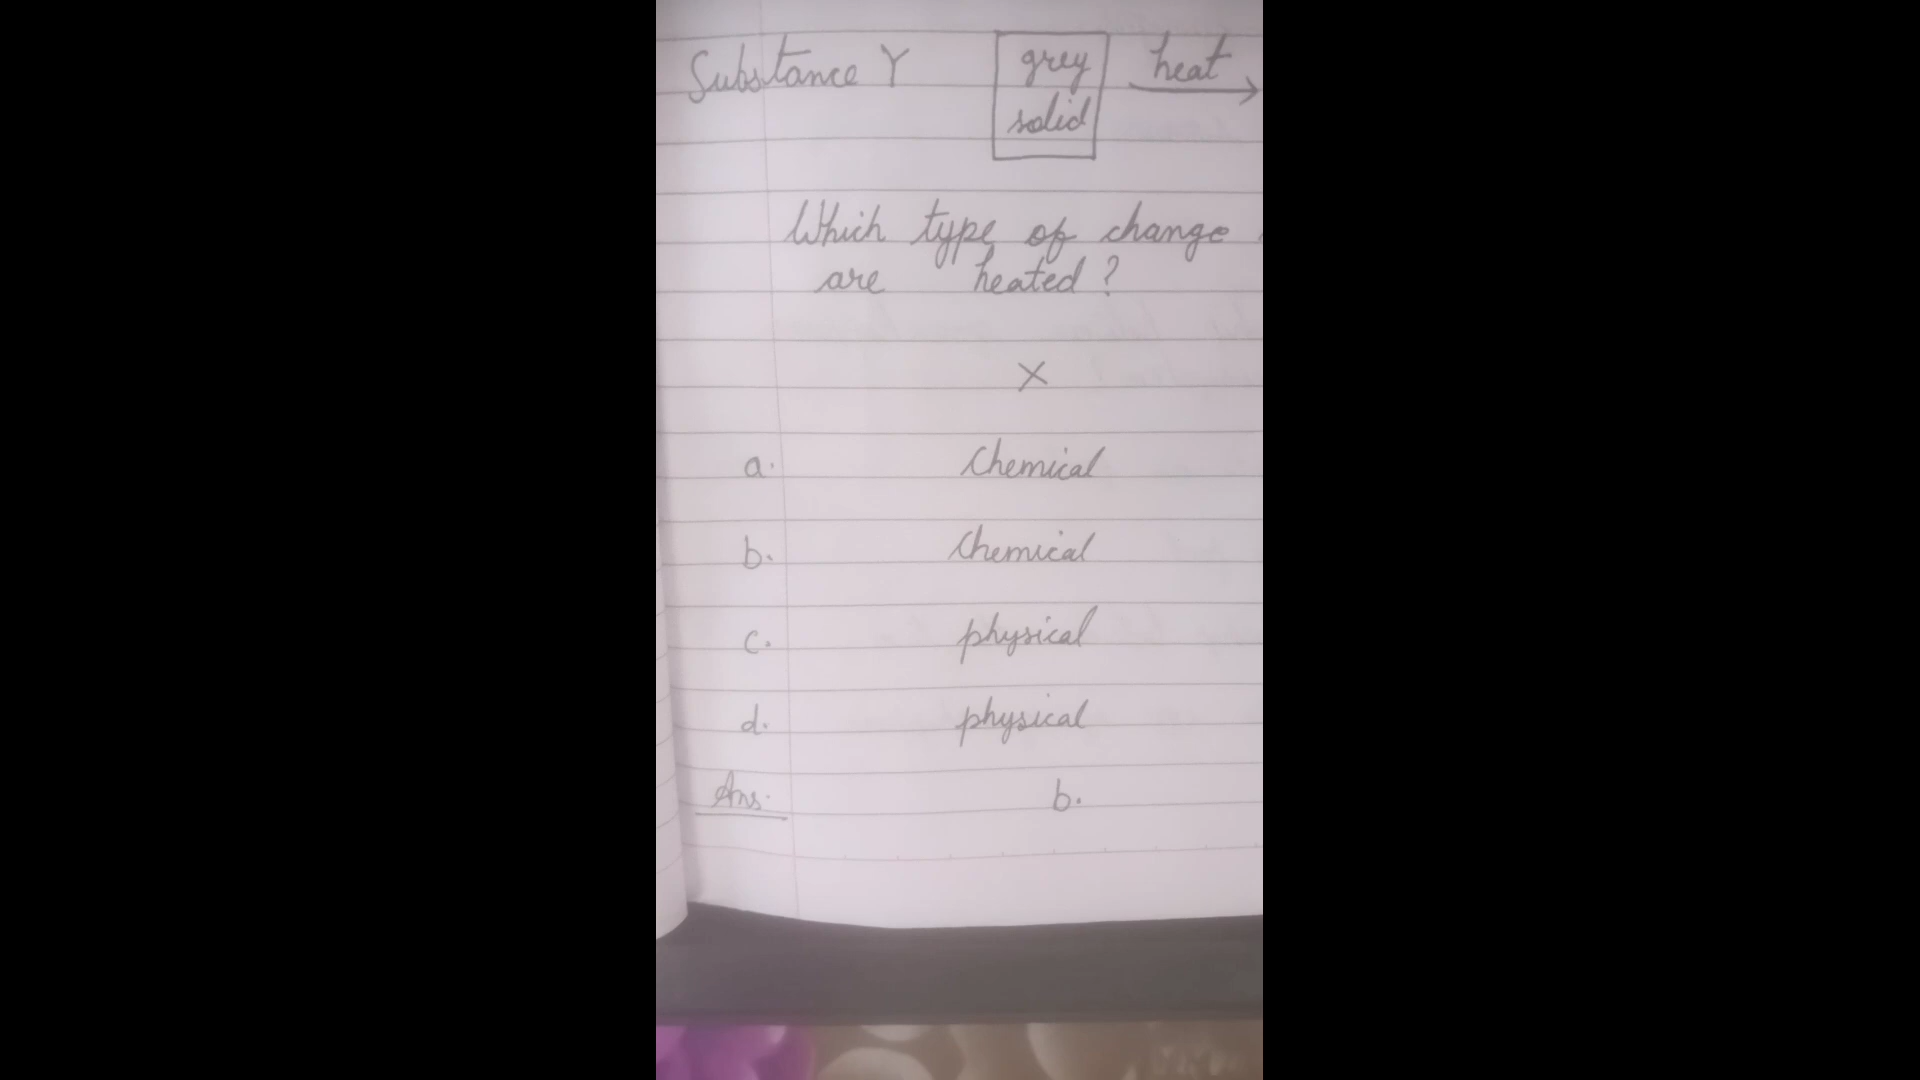 Substance Y grey heat
solid
Which type of change
are heated?
X
a. Chemical
b. Chemical
c. physical
d. physical
Ans. b.